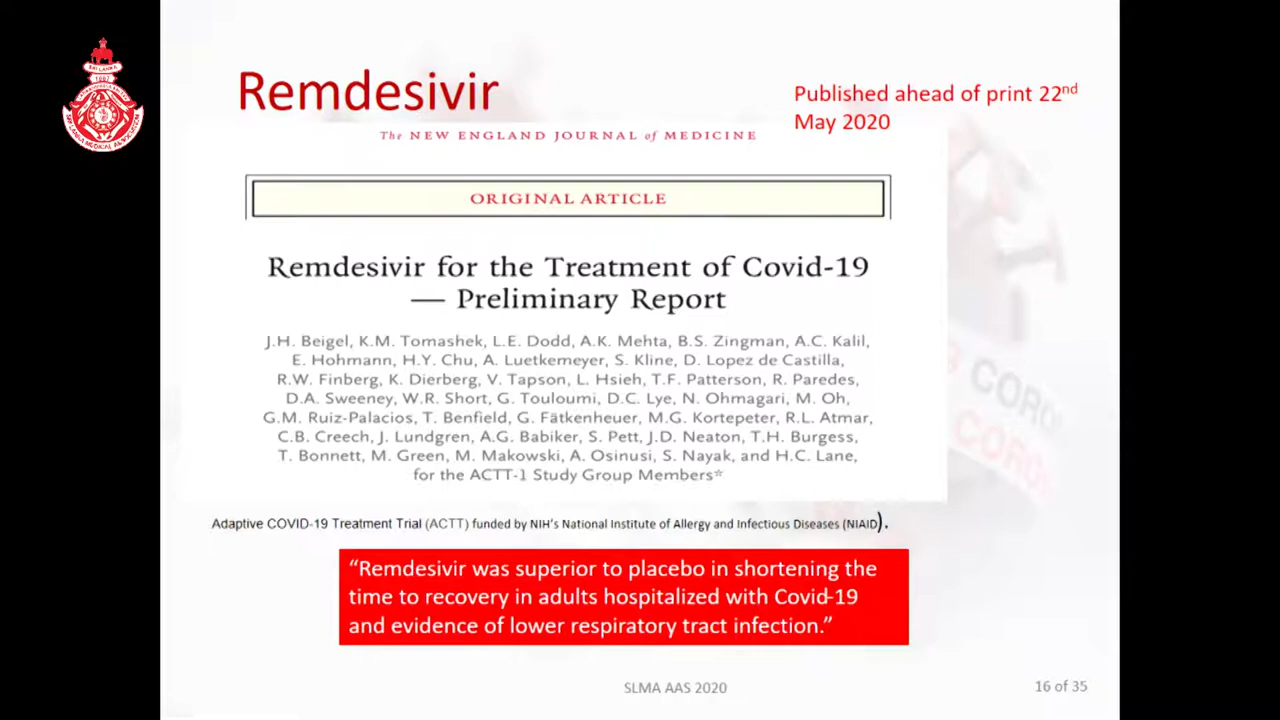 Remdesivir
Published ahead of print 22nd
May 2020
The NEW ENGLAND JOURNAL of MEDICINE
ORIGINAL ARTICLE
Remdesivir for the Treatment of Covid-19
— Preliminary Report
J.H. Beigel, K.M. Tomashek, L.E. Dodd, A.K. Mehta, B.S. Zingman, A.C. Kalil,
E. Hohmann, H.Y. Chu, A. Luetkemeyer, S. Kline, D. Lopez de Castilla,
R.W. Finberg, K. Dierberg, V. Tapson, L. Hsieh, T.F. Patterson, R. Paredes,
D.A. Sweeney, W.R. Short, G. Touloumi, D.C. Lye, N. Ohmagari, M. Oh,
G.M. Ruiz-Palacios, T. Benfield, G. Fätkenheuer, M.G. Kortepeter, R.L. Atmar,
C.B. Creech, J. Lundgren, A.G. Babiker, S. Pett, J.D. Neaton, T.H. Burgess,
T. Bonnett, M. Green, M. Makowski, A. Osinusi, S. Nayak, and H.C. Lane,
for the ACTT-1 Study Group Members*
Adaptive COVID-19 Treatment Trial (ACTT) funded by NIH's National Institute of Allergy and Infectious Diseases (NIAID).
“Remdesivir was superior to placebo in shortening the
time to recovery in adults hospitalized with Covid-19
and evidence of lower respiratory tract infection.”
SLMA AAS 2020
16 of 35
SRI LANKA
SRI LANKA MEDICAL ASSOCIATION